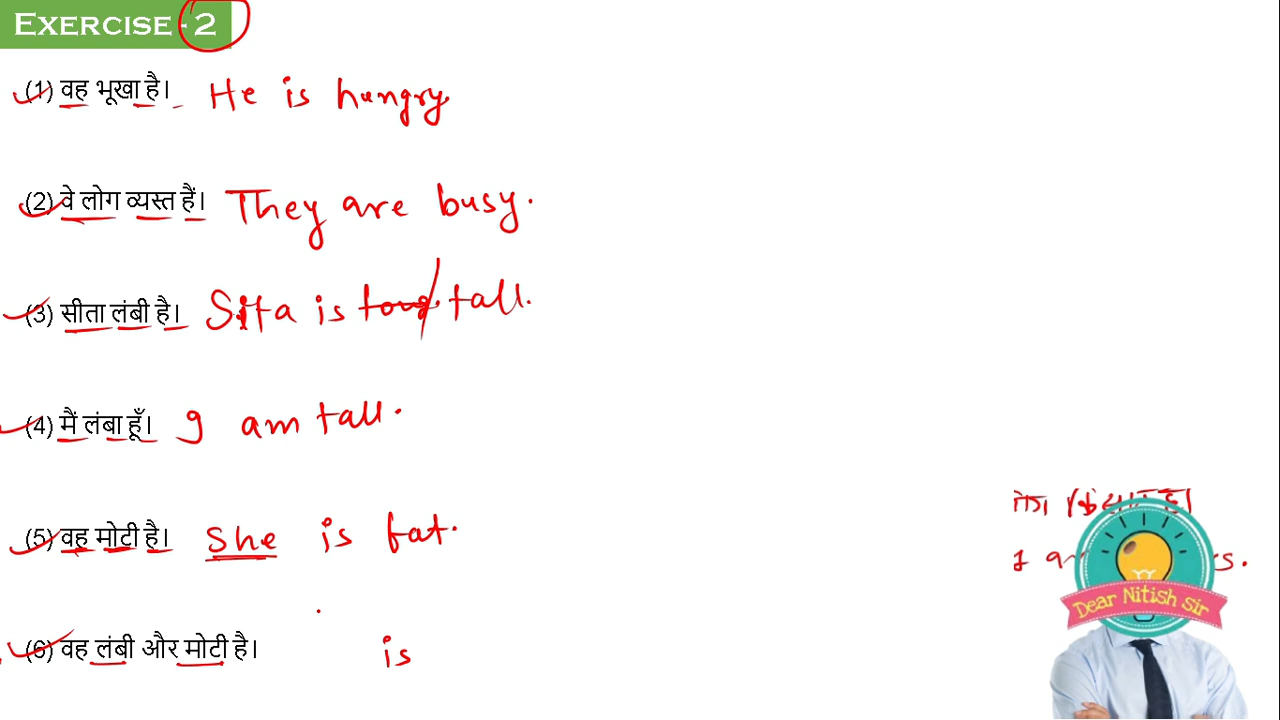 EXERCISE - 2
(1) वह भूखा है। He is hungry.
(2) वे लोग व्यस्त हैं। They are busy.
(3) सीता लंबी है। Sita is tall.
(4) मैं लंबा हूँ। I am tall.
(5) वह मोटी है। She is fat.
(6) वह लंबी और मोटी है। is
Dear Nitish Sir